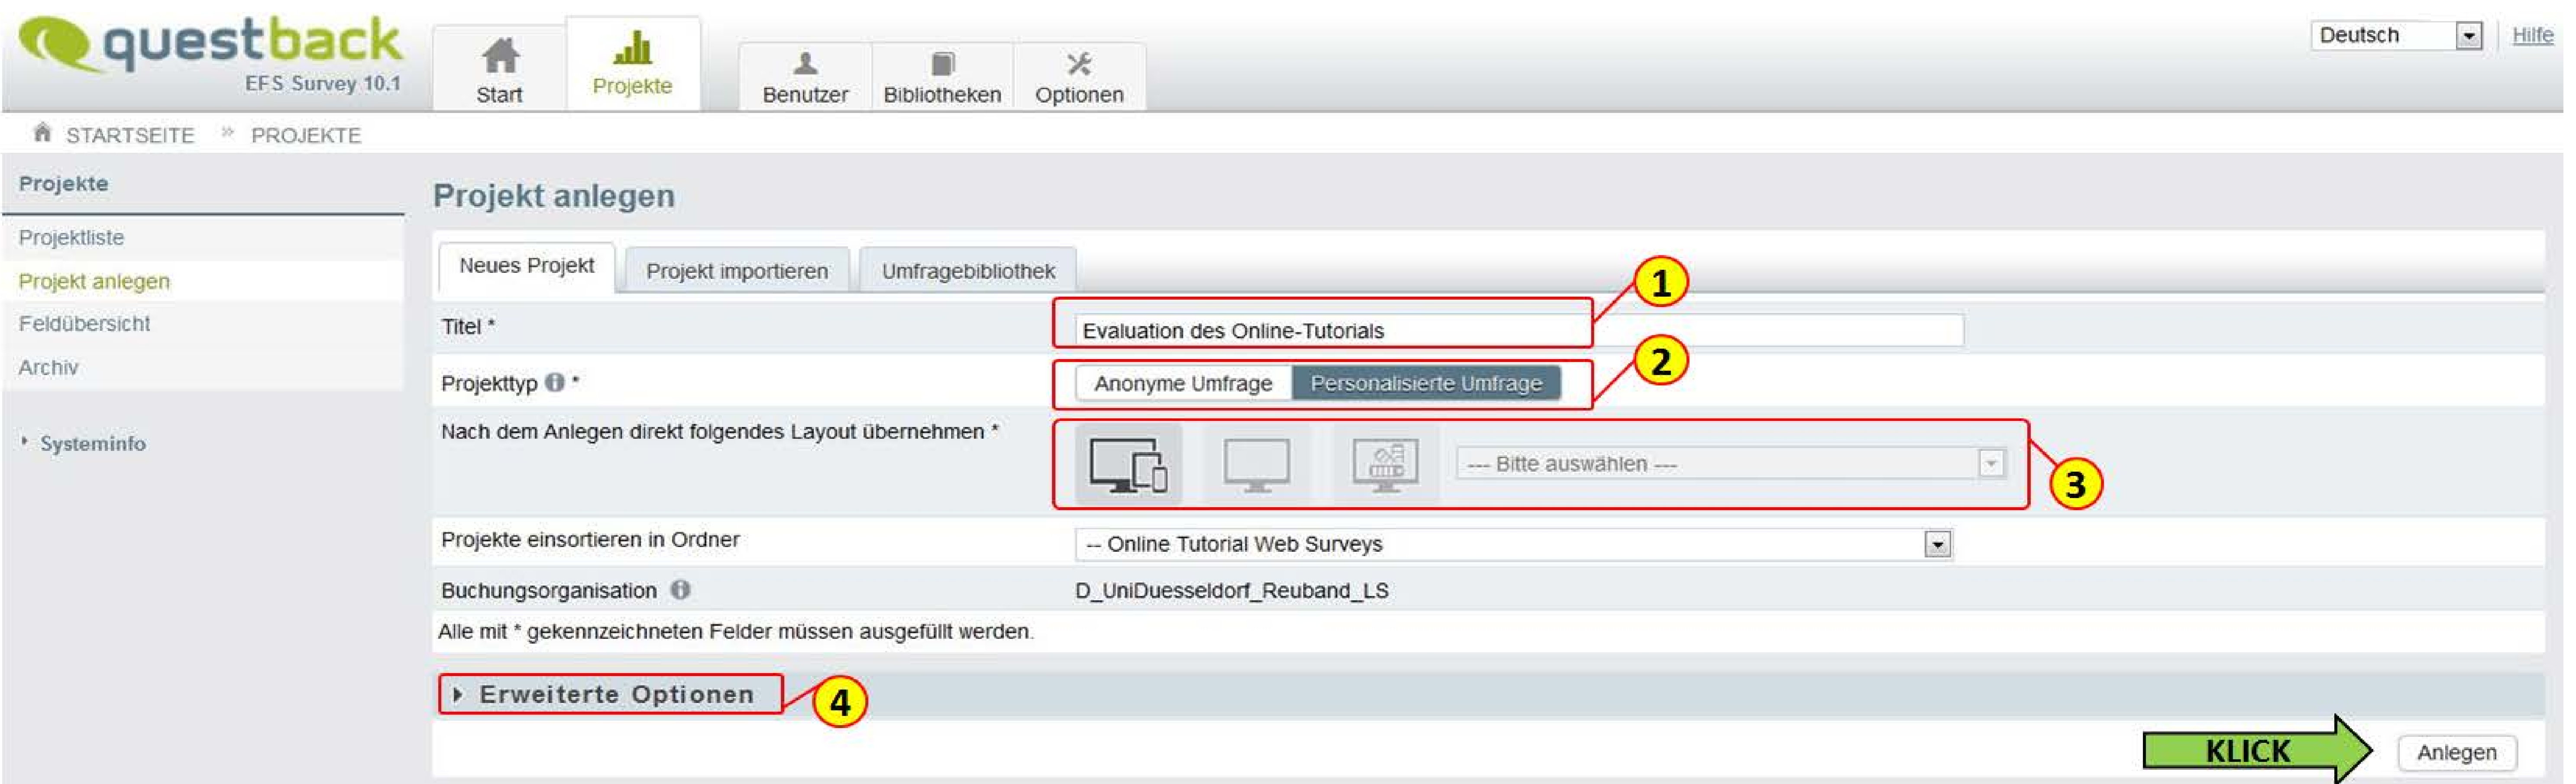 questback
EFS Survey 10.1
Start
Projekte
Benutzer
Bibliotheken
Optionen
Deutsch
Hilfe
STARTSEITE » PROJEKTE
Projekte
Projektliste
Projekt anlegen
Feldübersicht
Archiv
Systeminfo
Projekt anlegen
Neues Projekt
Projekt importieren
Umfragebibliothek
1
Titel *
Evaluation des Online-Tutorials
2
Projekttyp *
Anonyme Umfrage
Personalisierte Umfrage
Nach dem Anlegen direkt folgendes Layout übernehmen *
--- Bitte auswählen ---
3
Projekte einsortieren in Ordner
-- Online Tutorial Web Surveys
Buchungsorganisation
D_UniDuesseldorf_Reuband_LS
Alle mit * gekennzeichneten Felder müssen ausgefüllt werden.
Erweiterte Optionen
4
KLICK
Anlegen